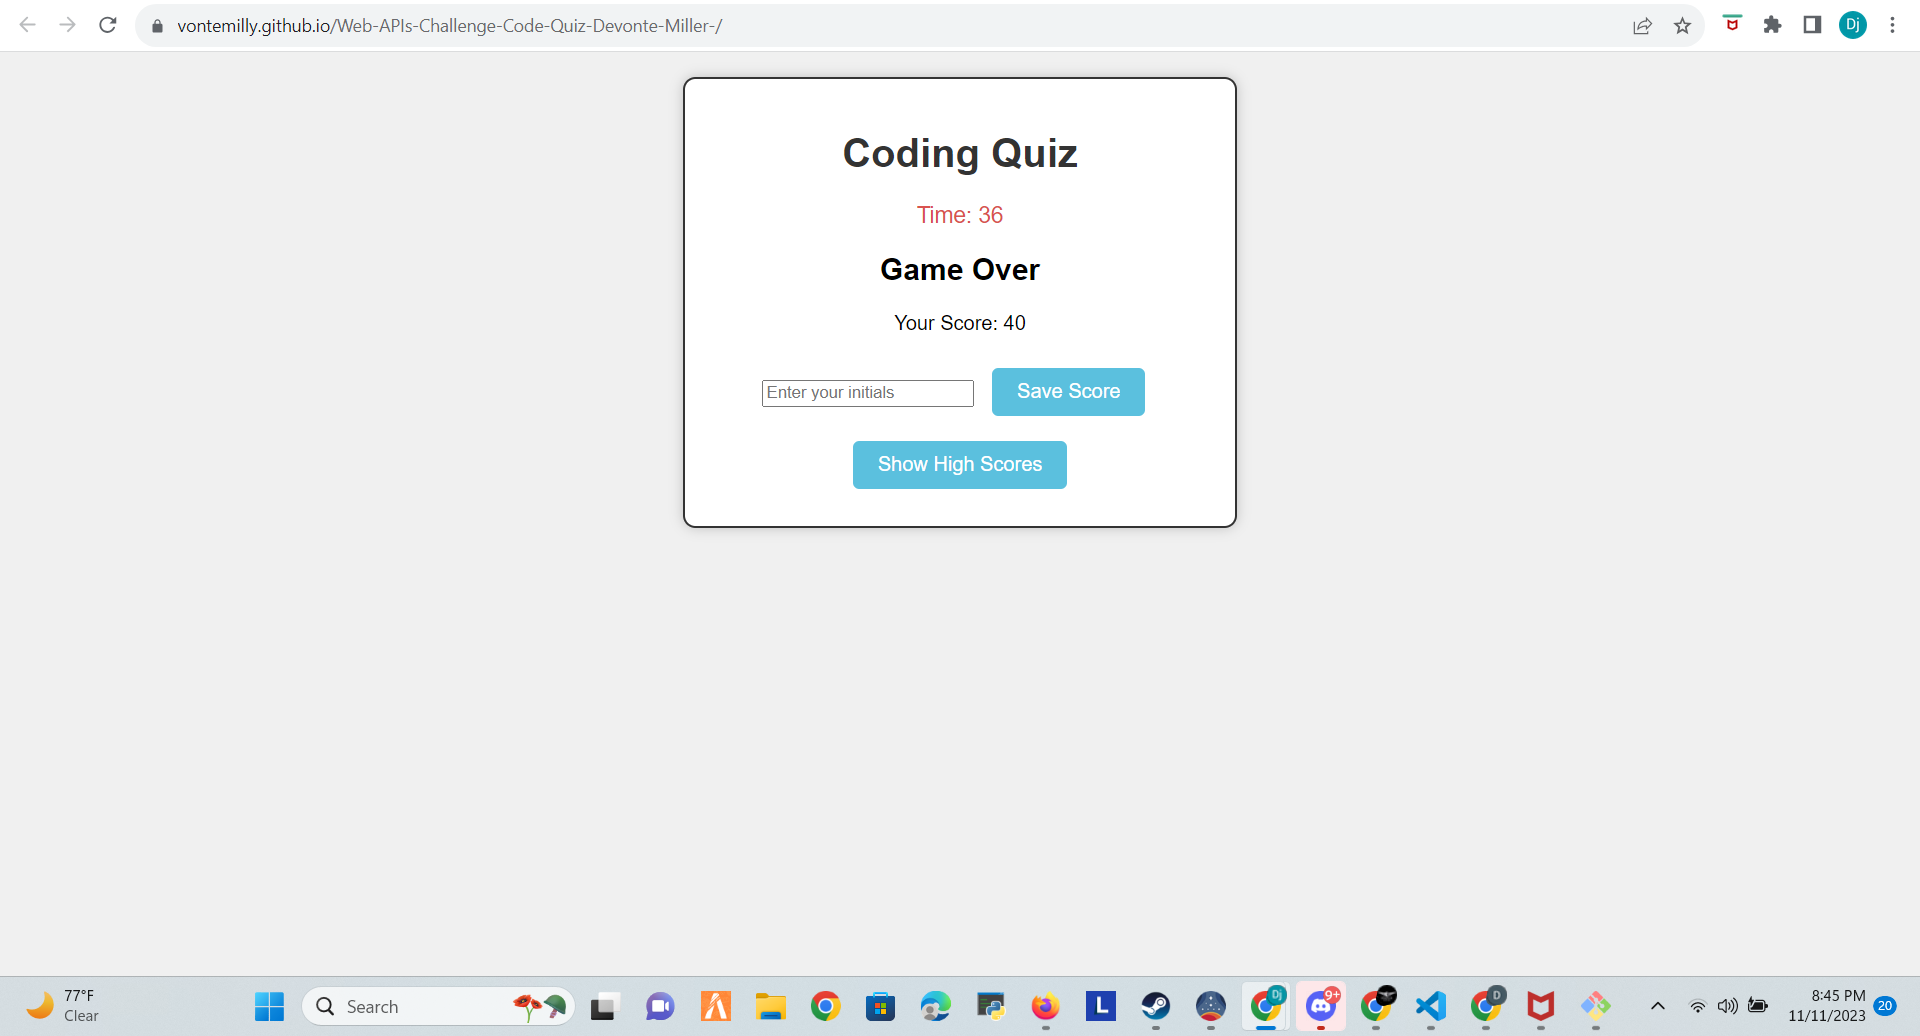 vontemilly.github.io/Web-APIs-Challenge-Code-Quiz-Devonte-Miller-/
Dj
Coding Quiz
Time: 36
Game Over
Your Score: 40
Enter your initials
Save Score
Show High Scores
77°F
Clear
Search
L
Dj
9+
D
8:45 PM
11/11/2023
20